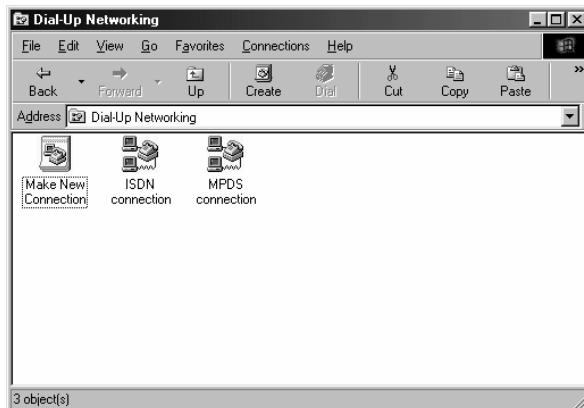 Dial-Up Networking
File Edit View Go Favorites Connections Help
Back Forward Up Create Dial Cut Copy Paste »
Address Dial-Up Networking
Make New Connection
ISDN connection
MPDS connection
3 object(s)